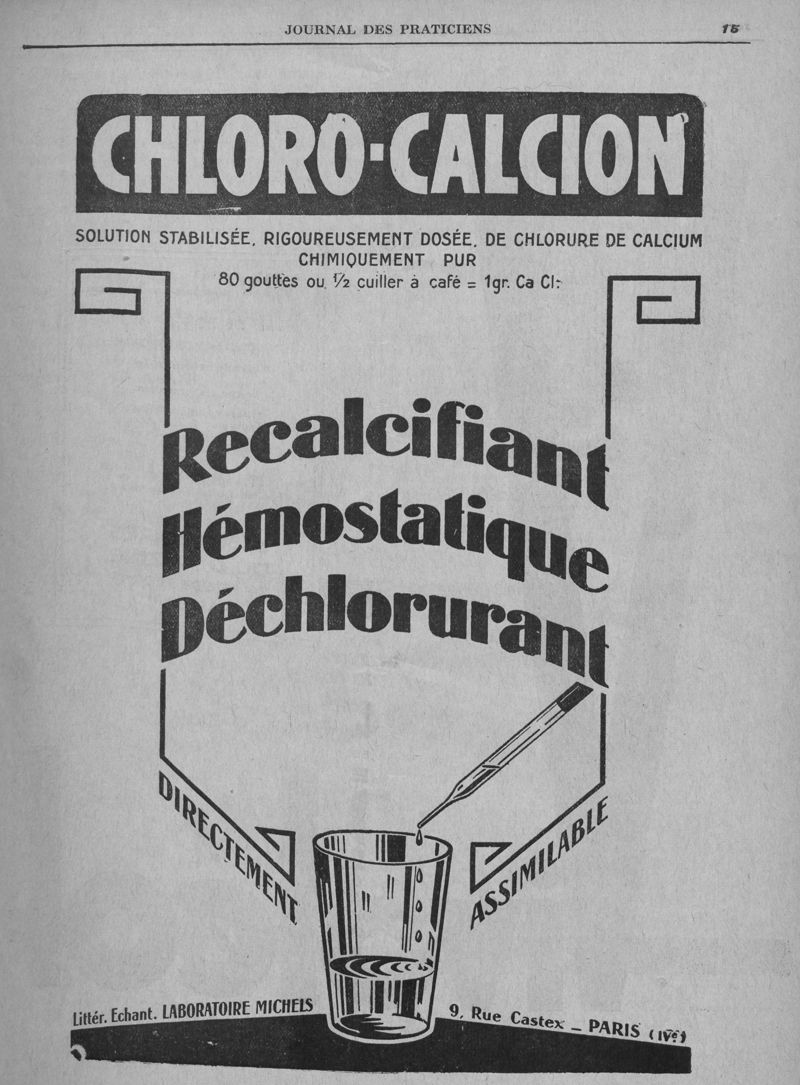 JOURNAL DES PRATICIENS 15
CHLORO-CALCION
SOLUTION STABILISÉE, RIGOUREUSEMENT DOSÉE, DE CHLORURE DE CALCIUM
CHIMIQUEMENT PUR
80 gouttes ou ½ cuiller à café = 1gr. Ca Cl²
Recalcifiant
Hémostatique
Déchlorurant
DIRECTEMENT
ASSIMILABLE
Littér. Echant. LABORATOIRE MICHELS 9, Rue Castex _ PARIS (IVᵉ)